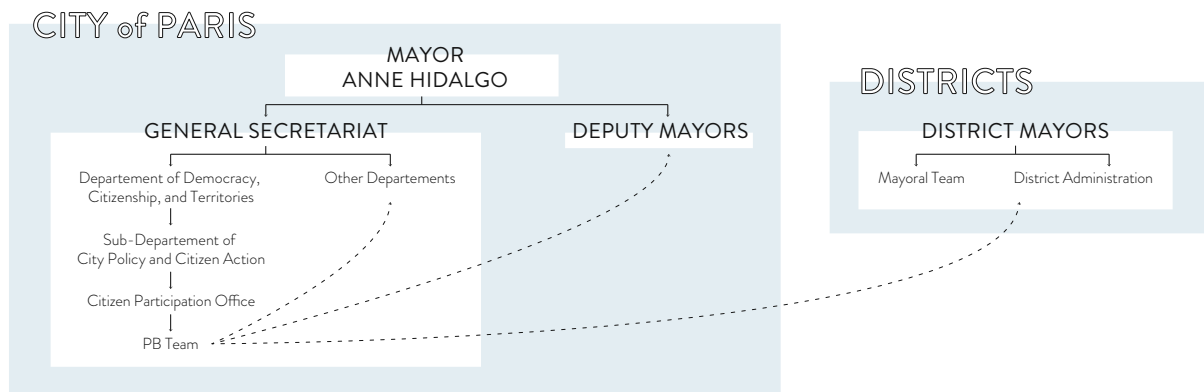 CITY of PARIS
MAYOR
ANNE HIDALGO
GENERAL SECRETARIAT
DEPUTY MAYORS
Departement of Democracy,
Citizenship, and Territories
Other Departements
Sub-Departement of
City Policy and Citizen Action
Citizen Participation Office
PB Team
DISTRICTS
DISTRICT MAYORS
Mayoral Team
District Administration